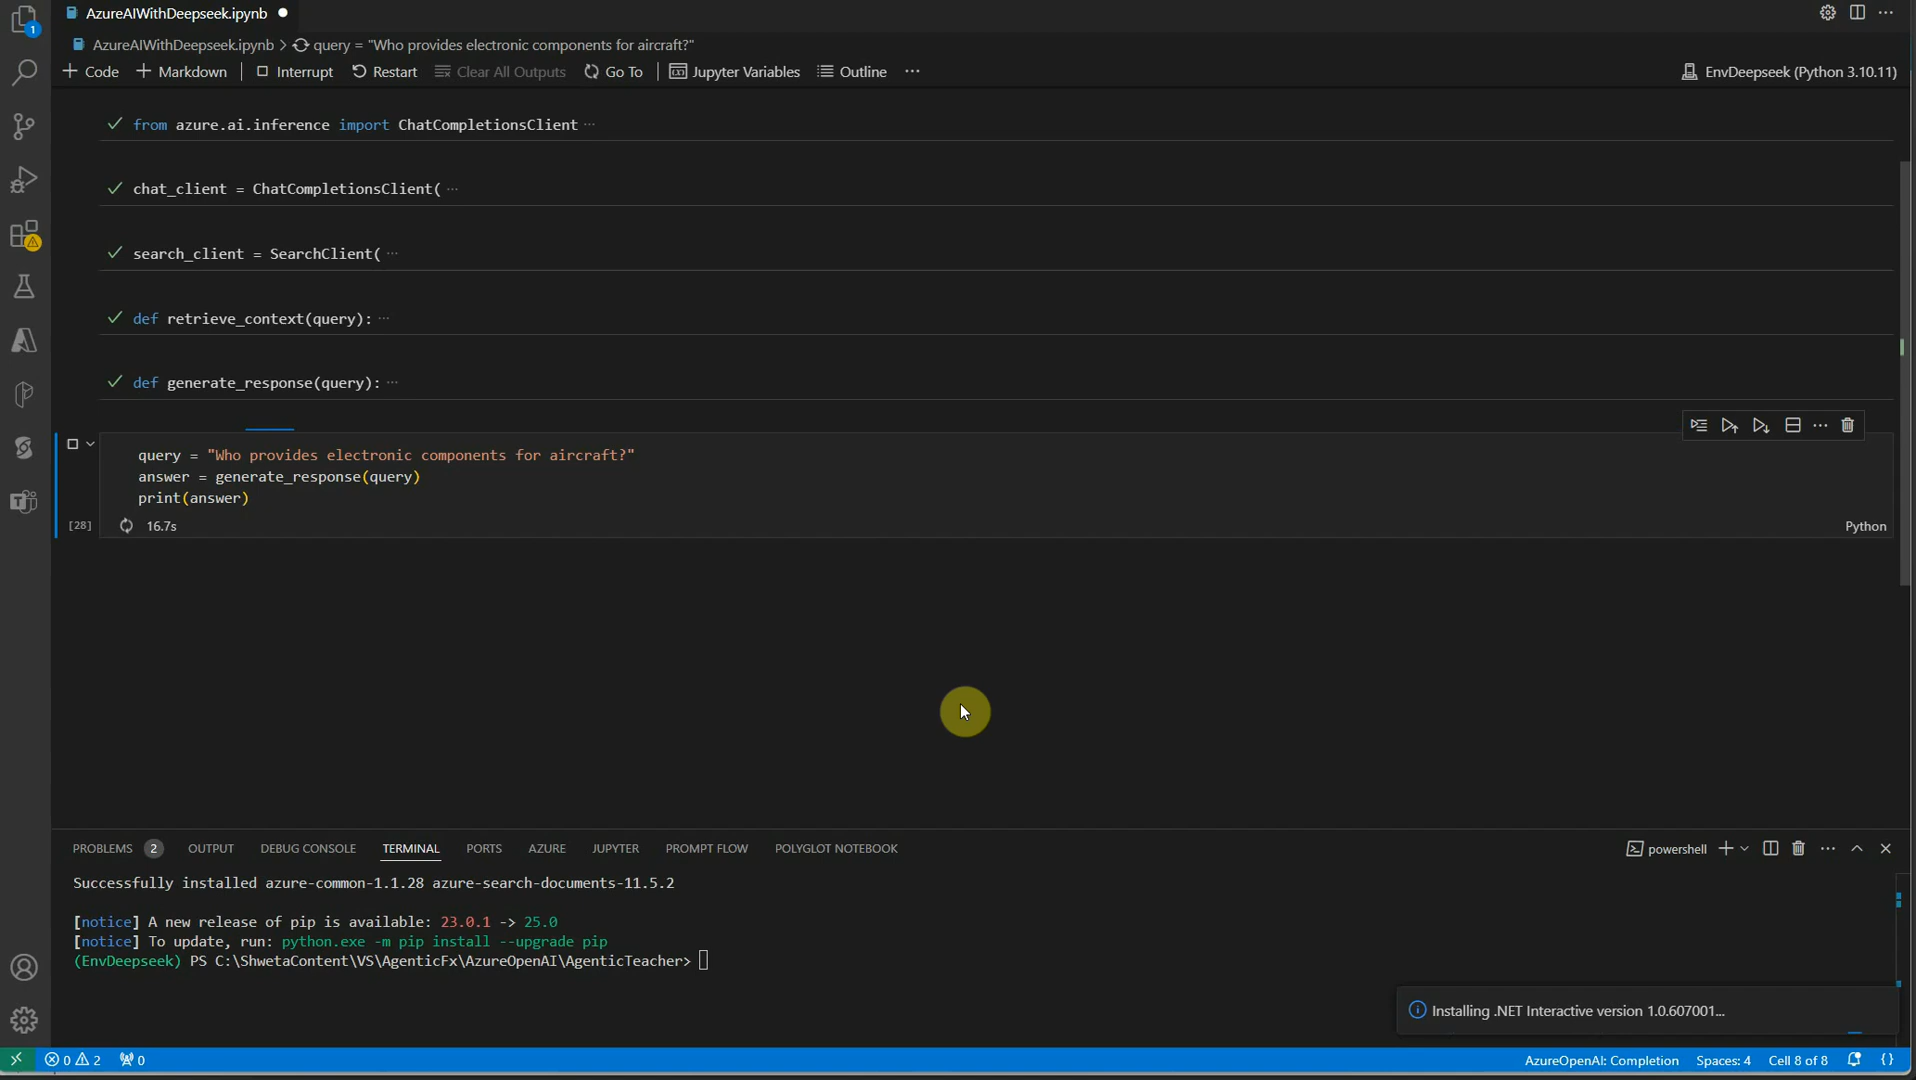 AzureAIWithDeepseek.ipynb
1
AzureAIWithDeepseek.ipynb > query = "Who provides electronic components for aircraft?"
+ Code + Markdown | Interrupt Restart Clear All Outputs Go To | Jupyter Variables Outline ···
EnvDeepseek (Python 3.10.11)
from azure.ai.inference import ChatCompletionsClient ···
chat_client = ChatCompletionsClient( ···
search_client = SearchClient( ···
def retrieve_context(query): ···
def generate_response(query): ···
query = "Who provides electronic components for aircraft?"
answer = generate_response(query)
print(answer)
[28] 16.7s
Python
PROBLEMS 2 OUTPUT DEBUG CONSOLE TERMINAL PORTS AZURE JUPYTER PROMPT FLOW POLYGLOT NOTEBOOK
powershell
Successfully installed azure-common-1.1.28 azure-search-documents-11.5.2
[notice] A new release of pip is available: 23.0.1 -> 25.0
[notice] To update, run: python.exe -m pip install --upgrade pip
(EnvDeepseek) PS C:\ShwetaContent\VS\AgenticFx\AzureOpenAI\AgenticTeacher>
Installing .NET Interactive version 1.0.607001...
0 2 0
AzureOpenAI: Completion Spaces: 4 Cell 8 of 8 {}